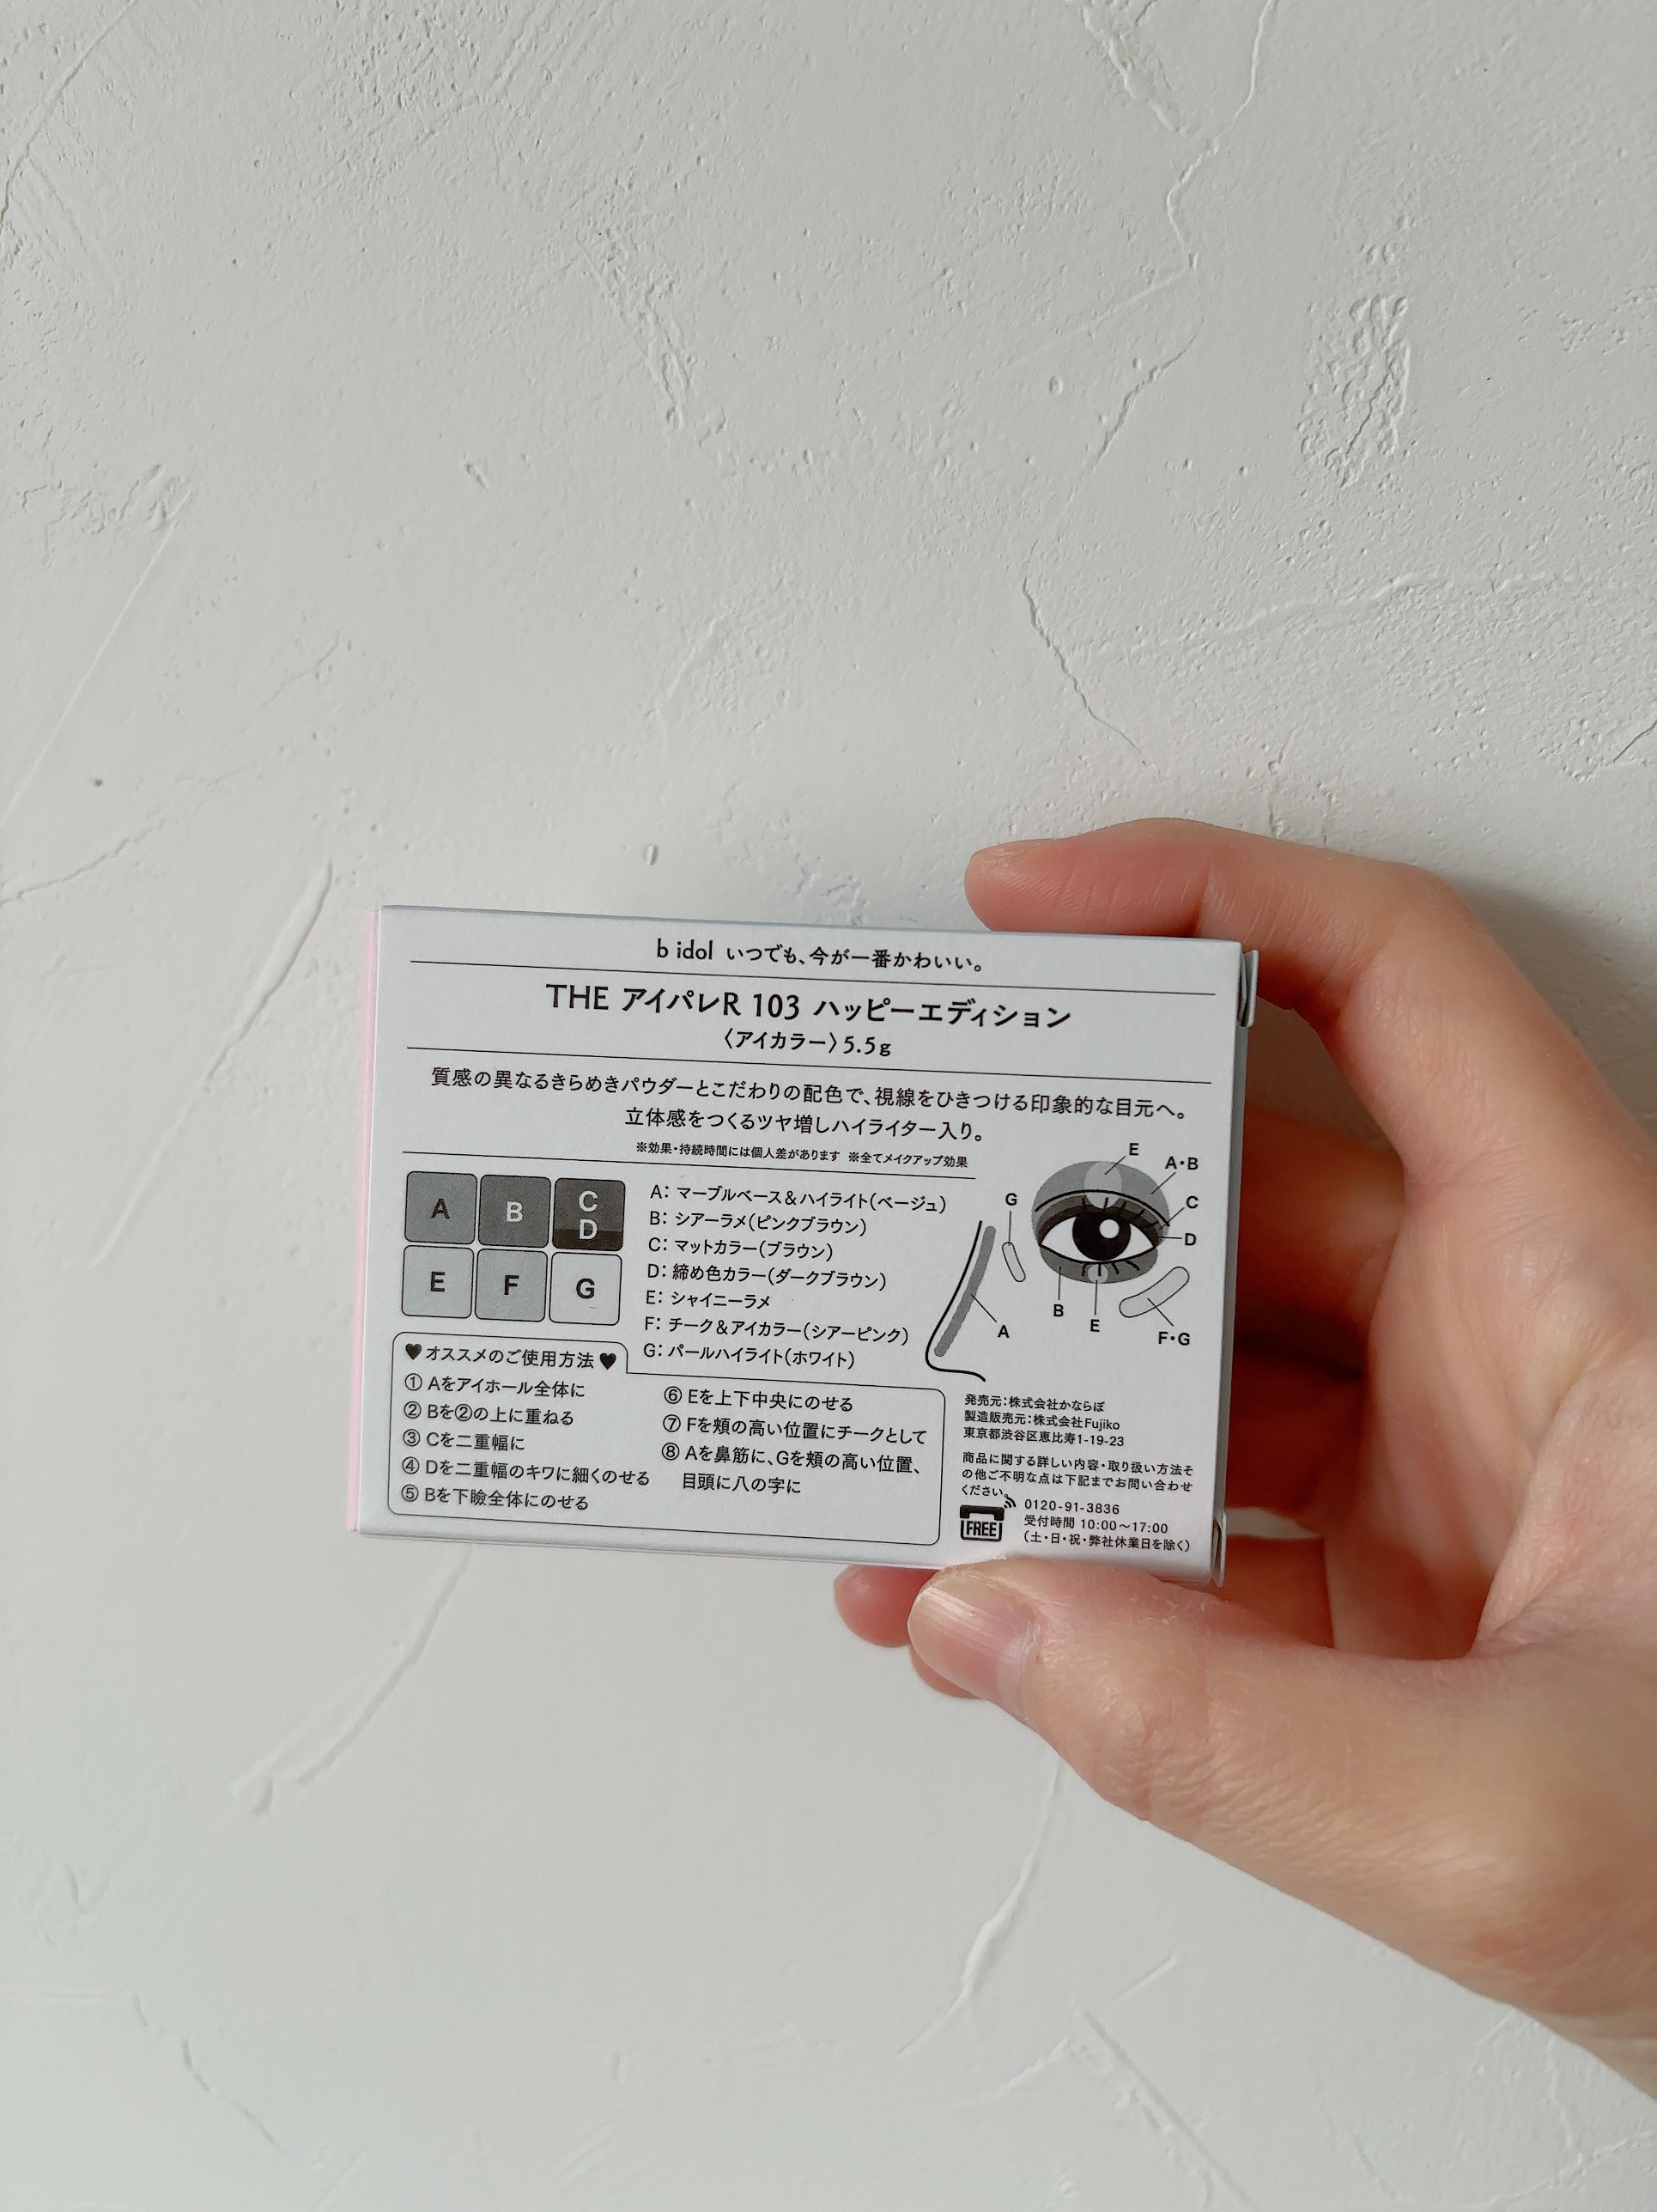 b idol いつでも、今が一番かわいい。
THE アイパレR 103 ハッピーエディション
〈アイカラー〉5.5g
質感の異なるきらめきパウダーとこだわりの配色で、視線をひきつける印象的な目元へ。
立体感をつくるツヤ増しハイライター入り。
※効果・持続時間には個人差があります ※全てメイクアップ効果
A
B
C
D
E
F
G
A：マーブルベース＆ハイライト（ベージュ）
B：シアーラメ（ピンクブラウン）
C：マットカラー（ブラウン）
D：締め色カラー（ダークブラウン）
E：シャイニーラメ
F：チーク＆アイカラー（シアーピンク）
G：パールハイライト（ホワイト）
E
A・B
G
C
D
B
E
A
F・G
♥オススメのご使用方法♥
① Aをアイホール全体に
② Bを②の上に重ねる
③ Cを二重幅に
④ Dを二重幅のキワに細くのせる
⑤ Bを下瞼全体にのせる
⑥ Eを上下中央にのせる
⑦ Fを頬の高い位置にチークとして
⑧ Aを鼻筋に、Gを頬の高い位置、
目頭に八の字に
発売元：株式会社かならぼ
製造販売元：株式会社Fujiko
東京都渋谷区恵比寿1-19-23
商品に関する詳しい内容・取り扱い方法そ
の他ご不明な点は下記までお問い合わせ
ください。
FREE
0120-91-3836
受付時間 10:00〜17:00
（土・日・祝・弊社休業日を除く）